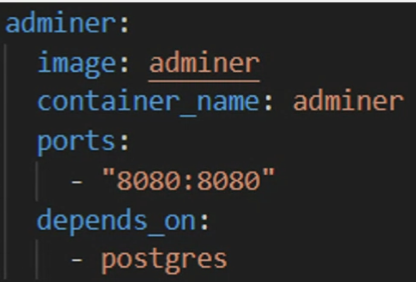 adminer:
  image: adminer
  container_name: adminer
  ports:
    - "8080:8080"
  depends_on:
    - postgres